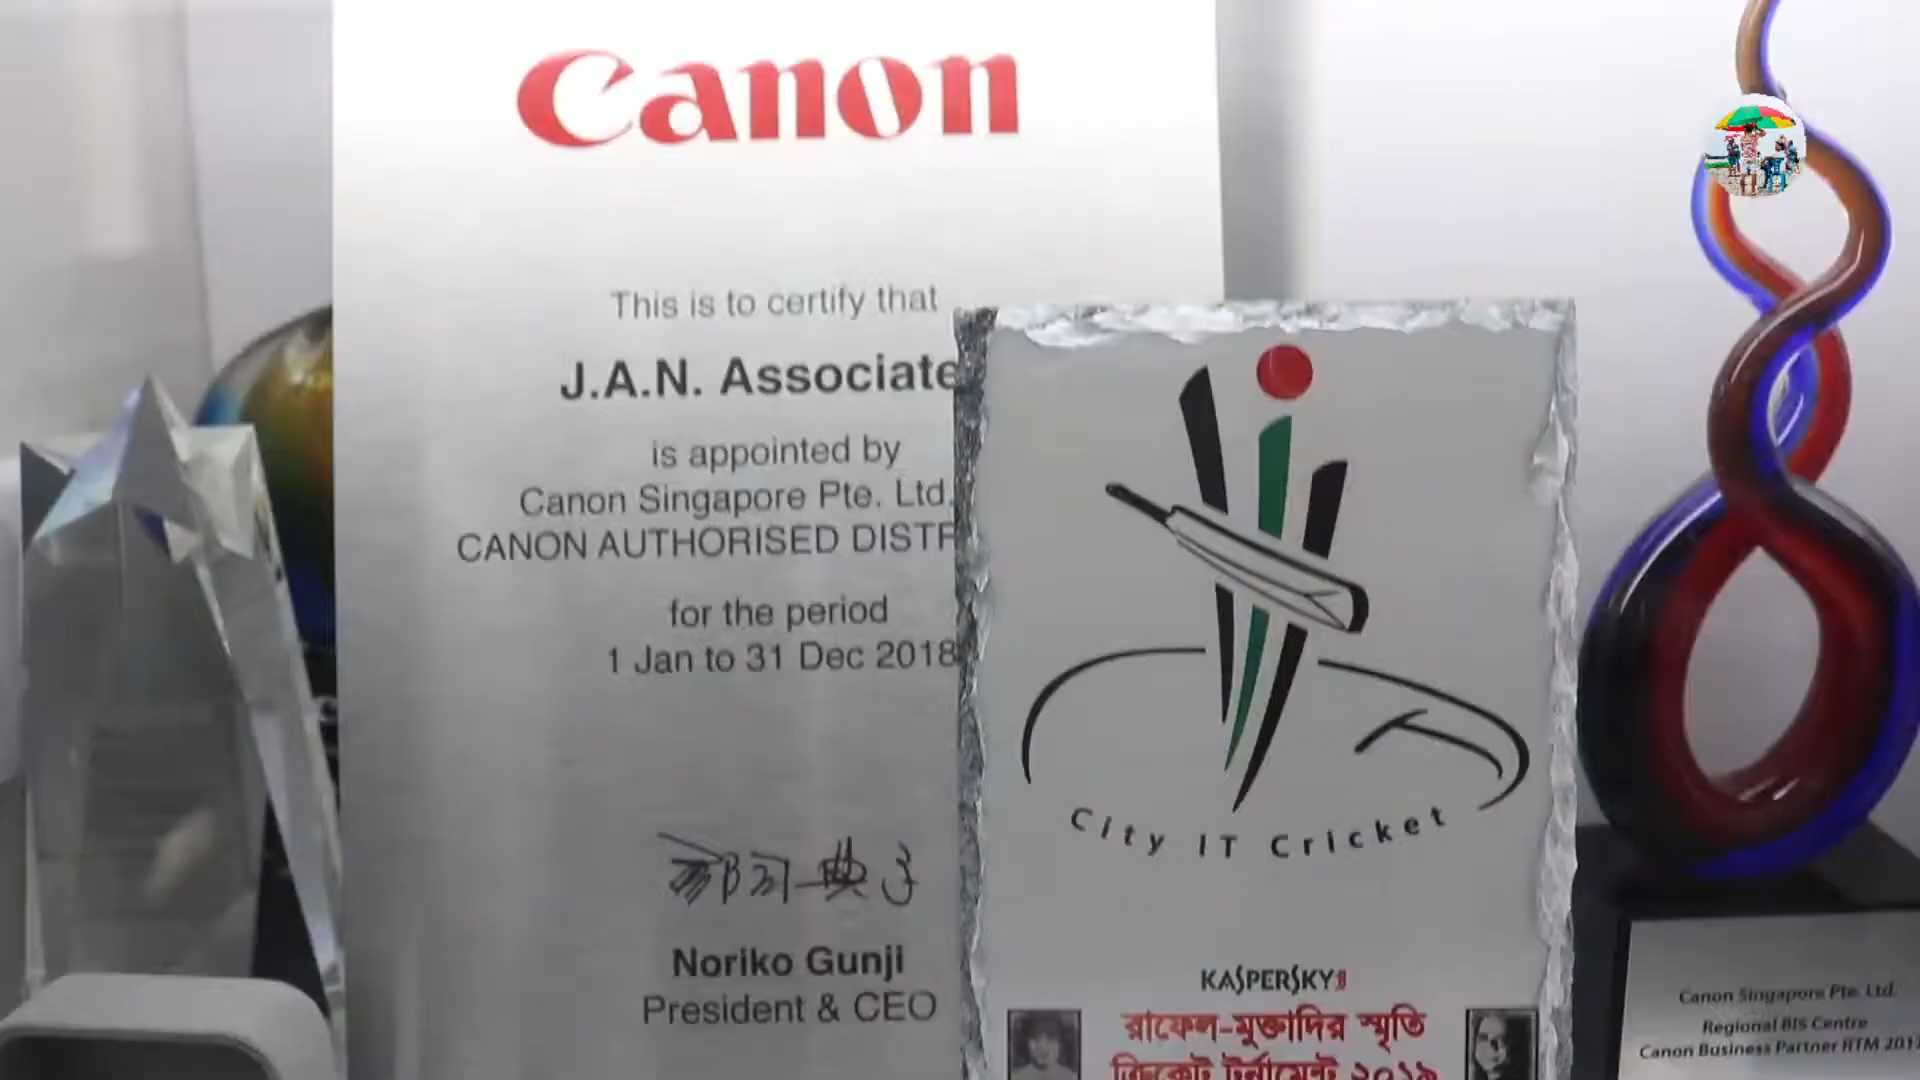 Canon
This is to certify that
J.A.N. Associate
is appointed by
Canon Singapore Pte. Ltd.
CANON AUTHORISED DISTR
for the period
1 Jan to 31 Dec 2018
Noriko Gunji
President & CEO
City IT Cricket
KASPERSKY
রাফেল-মুক্তাদির স্মৃতি
ক্রিকেট টুর্নামেন্ট ২০১৯
Canon Singapore Pte. Ltd.
Regional BIS Centre
Canon Business Partner RTM 2017